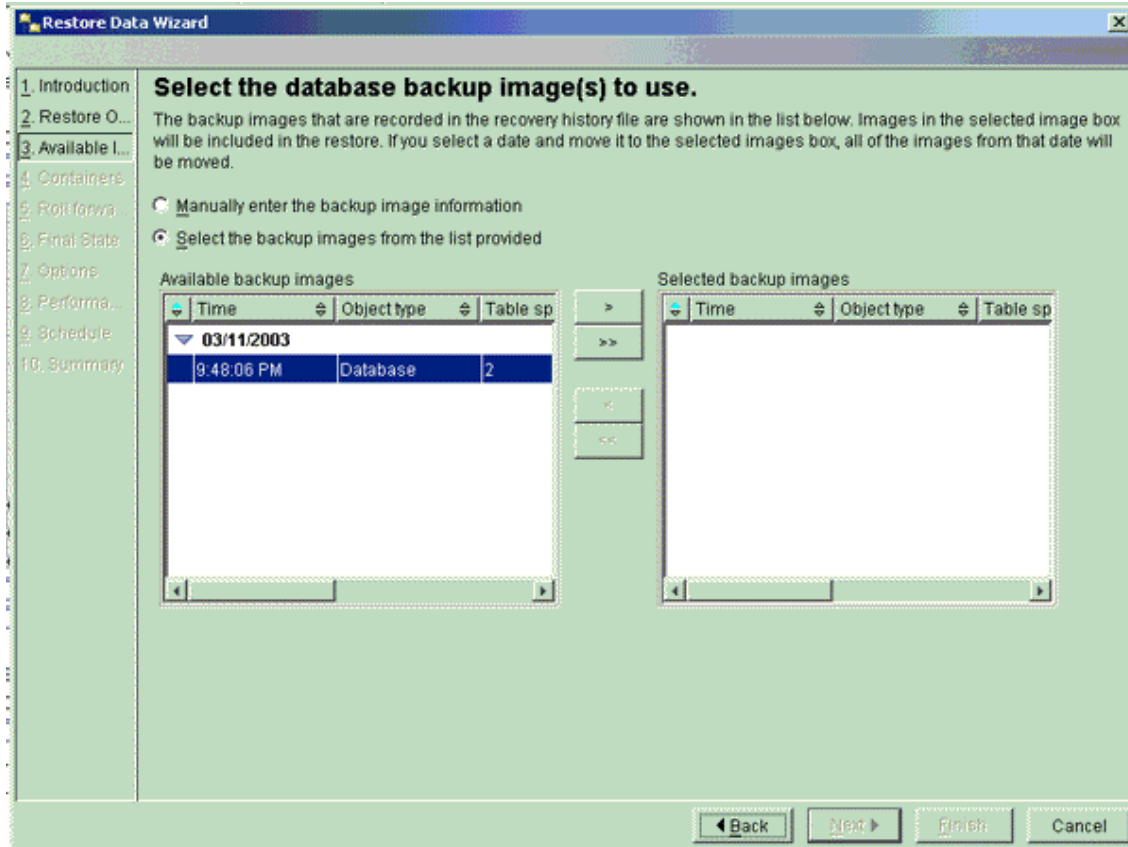 Restore Data Wizard
1. Introduction
2. Restore O...
3. Available I...
4. Containers
5. Roll forwa...
6. Final State
7. Options
8. Performa...
9. Schedule
10. Summary
Select the database backup image(s) to use.
The backup images that are recorded in the recovery history file are shown in the list below. Images in the selected image box
will be included in the restore. If you select a date and move it to the selected images box, all of the images from that date will
be moved.
Manually enter the backup image information
Select the backup images from the list provided
Available backup images
Time Object type Table sp
03/11/2003
9:48:06 PM Database 2
>
>>
<
<<
Selected backup images
Time Object type Table sp
Back Next Finish Cancel